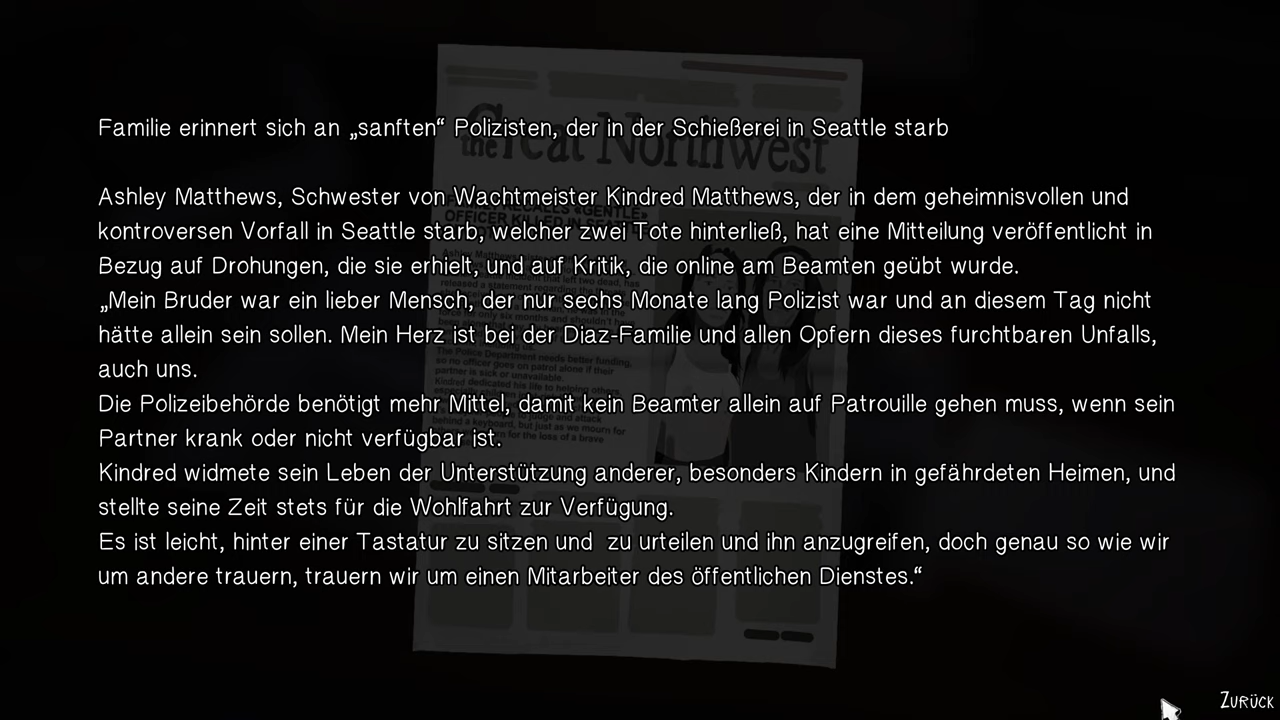 Familie erinnert sich an „sanften“ Polizisten, der in der Schießerei in Seattle starb
Ashley Matthews, Schwester von Wachtmeister Kindred Matthews, der in dem geheimnisvollen und
kontroversen Vorfall in Seattle starb, welcher zwei Tote hinterließ, hat eine Mitteilung veröffentlicht in
Bezug auf Drohungen, die sie erhielt, und auf Kritik, die online am Beamten geübt wurde.
„Mein Bruder war ein lieber Mensch, der nur sechs Monate lang Polizist war und an diesem Tag nicht
hätte allein sein sollen. Mein Herz ist bei der Diaz-Familie und allen Opfern dieses furchtbaren Unfalls,
auch uns.
Die Polizeibehörde benötigt mehr Mittel, damit kein Beamter allein auf Patrouille gehen muss, wenn sein
Partner krank oder nicht verfügbar ist.
Kindred widmete sein Leben der Unterstützung anderer, besonders Kindern in gefährdeten Heimen, und
stellte seine Zeit stets für die Wohlfahrt zur Verfügung.
Es ist leicht, hinter einer Tastatur zu sitzen und  zu urteilen und ihn anzugreifen, doch genau so wie wir
um andere trauern, trauern wir um einen Mitarbeiter des öffentlichen Dienstes.“
the Great Northwest
Zurück